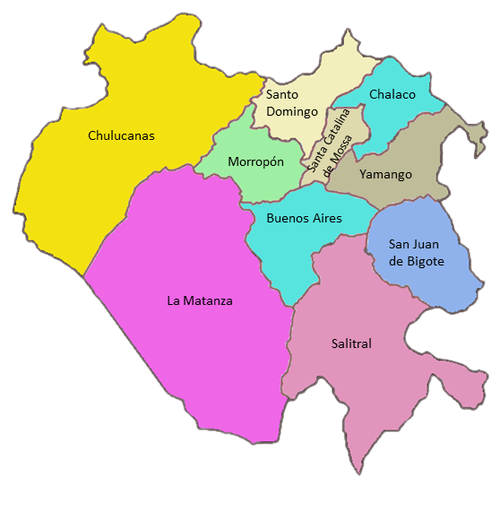 Santo
Domingo
Chalaco
Chulucanas
Santa Catalina
de Mossa
Morropón
Yamango
Buenos Aires
San Juan
de Bigote
La Matanza
Salitral